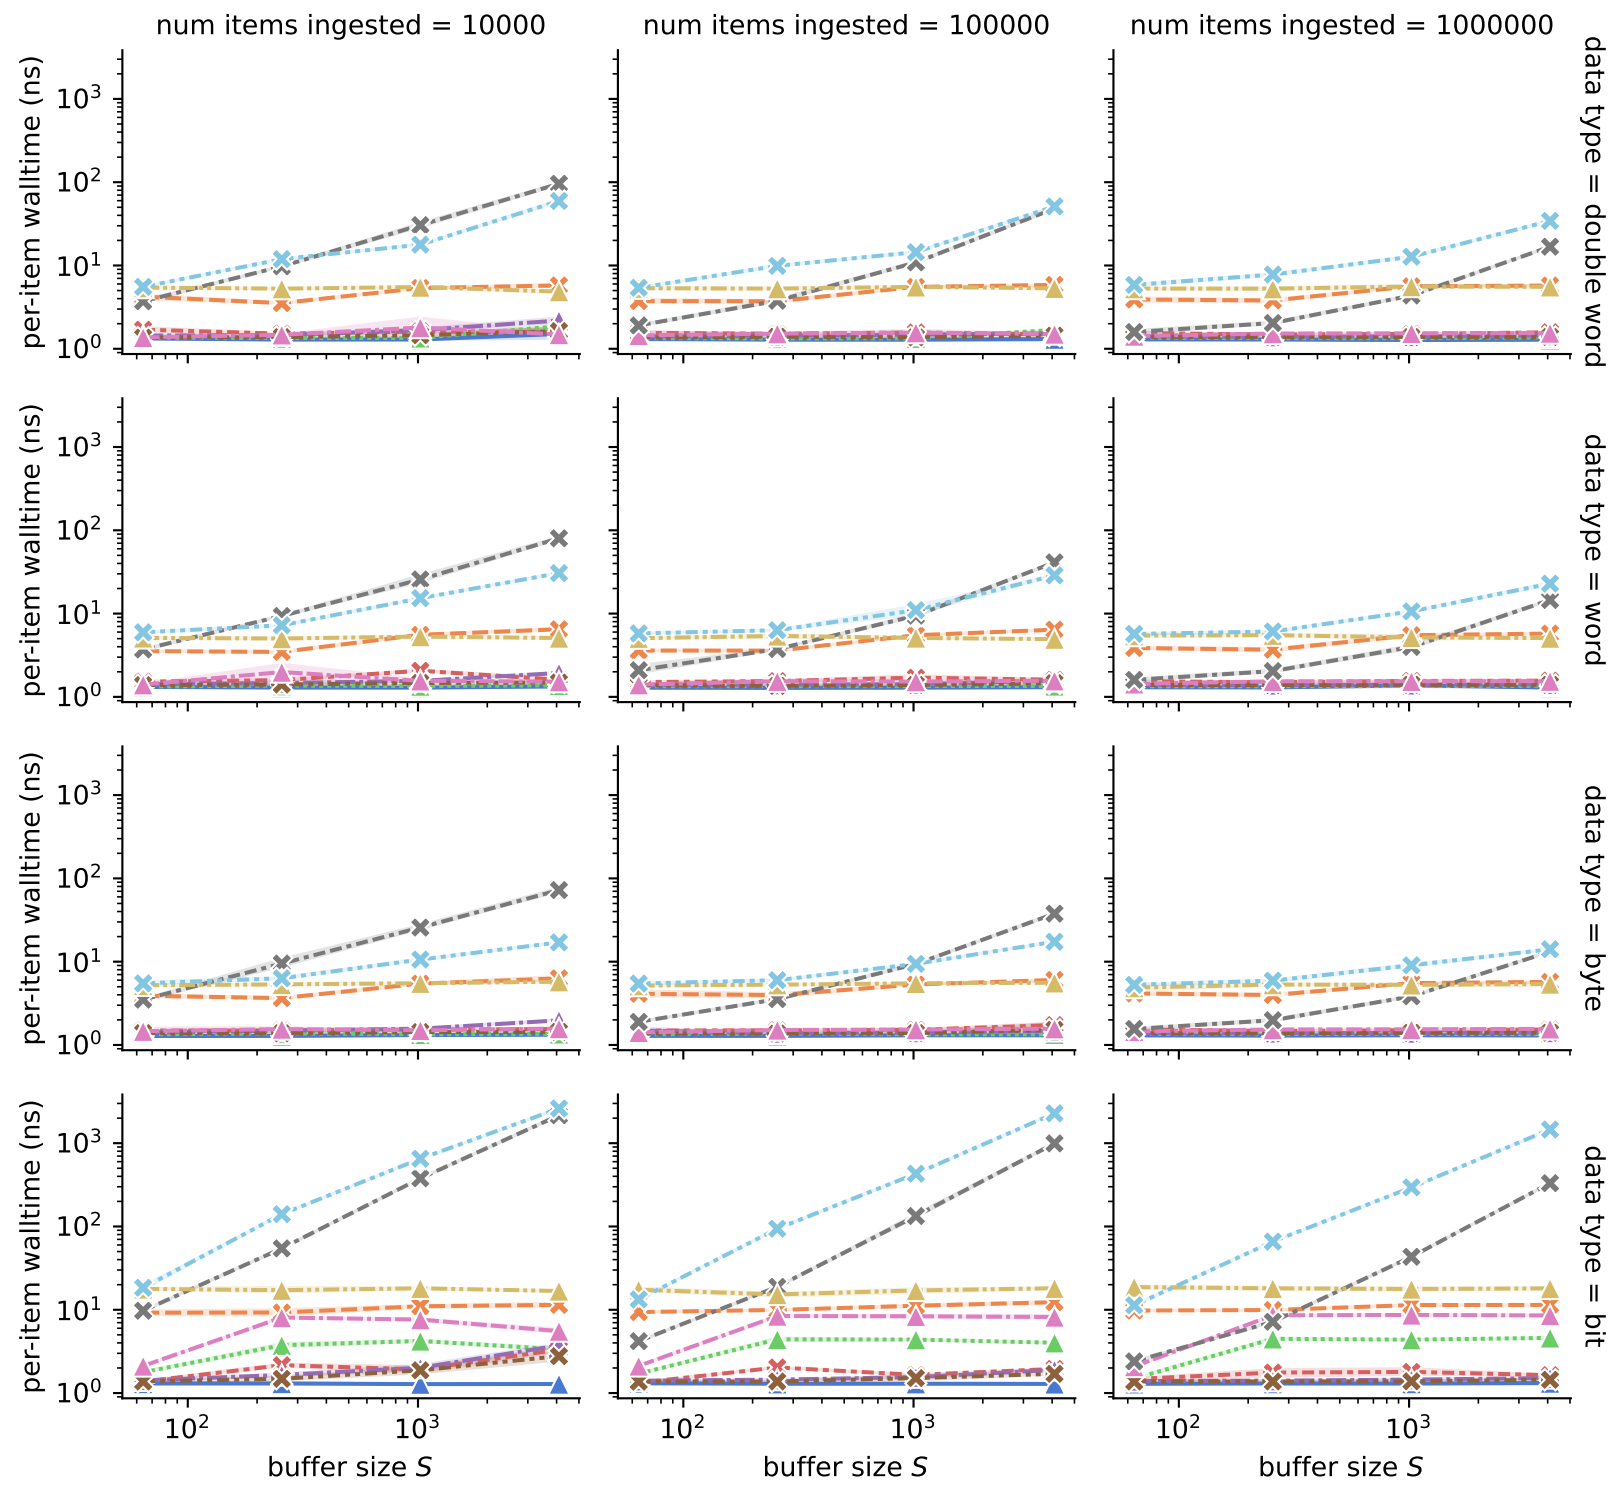 num items ingested = 10000
num items ingested = 100000
num items ingested = 1000000
per-item walltime (ns)
10³
10²
10¹
10⁰
data type = double word
per-item walltime (ns)
10³
10²
10¹
10⁰
data type = word
per-item walltime (ns)
10³
10²
10¹
10⁰
data type = byte
per-item walltime (ns)
10³
10²
10¹
10⁰
data type = bit
10² 10³
10² 10³
10² 10³
buffer size S
buffer size S
buffer size S